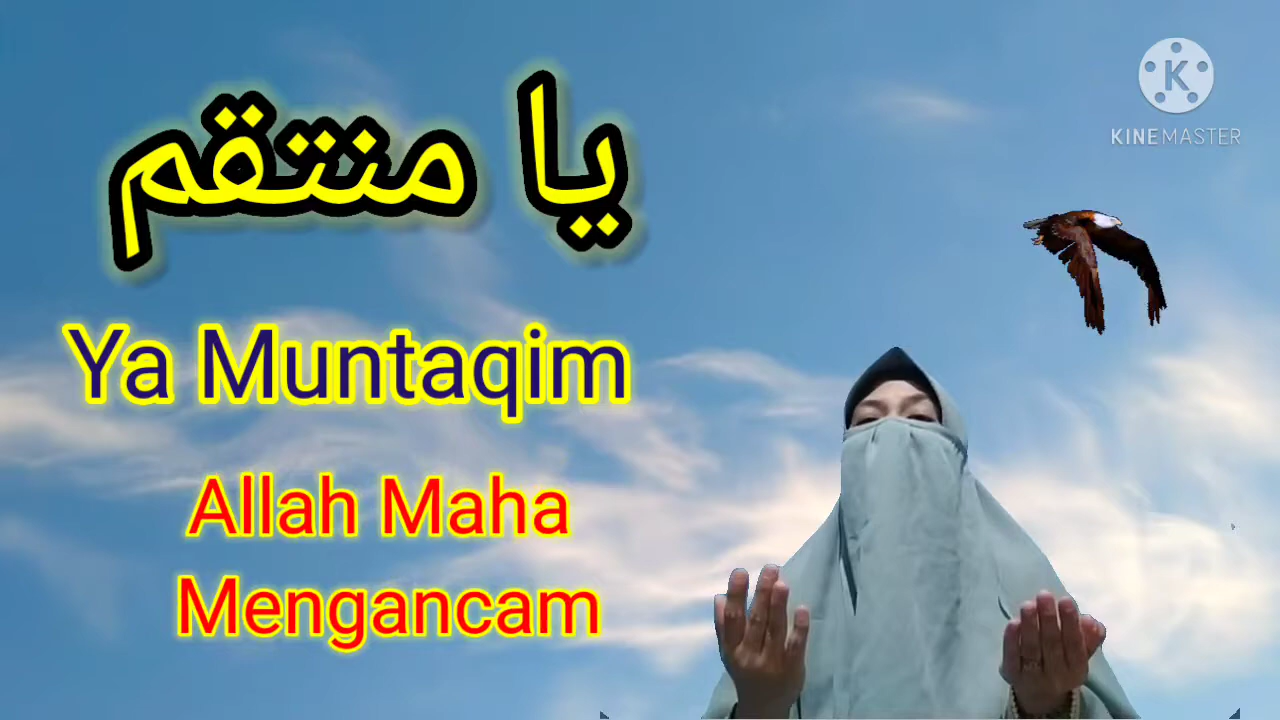 يا منتقم
Ya Muntaqim
Allah Maha
Mengancam
K
KINEMASTER